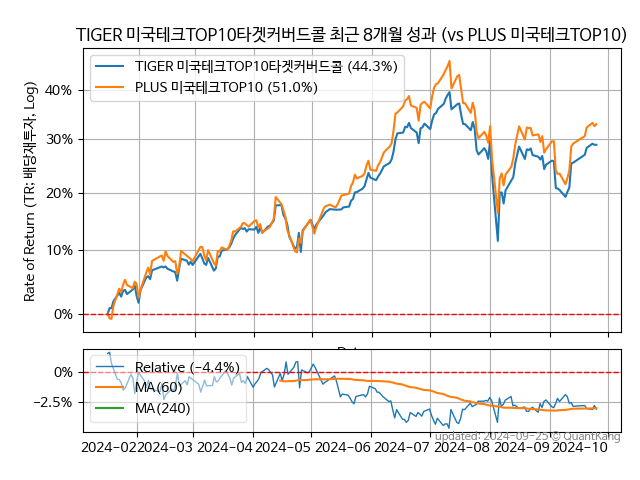 TIGER 미국테크TOP10타겟커버드콜 최근 8개월 성과 (vs PLUS 미국테크TOP10)
TIGER 미국테크TOP10타겟커버드콜 (44.3%)
PLUS 미국테크TOP10 (51.0%)
Rate of Return (TR: 배당재투자, Log)
40%
30%
20%
10%
0%
Relative (−4.4%)
MA(60)
MA(240)
0%
−2.5%
updated: 2024-09-25 © QuantKang
2024-02
2024-03
2024-04
2024-05
2024-06
2024-07
2024-08
2024-09
2024-10